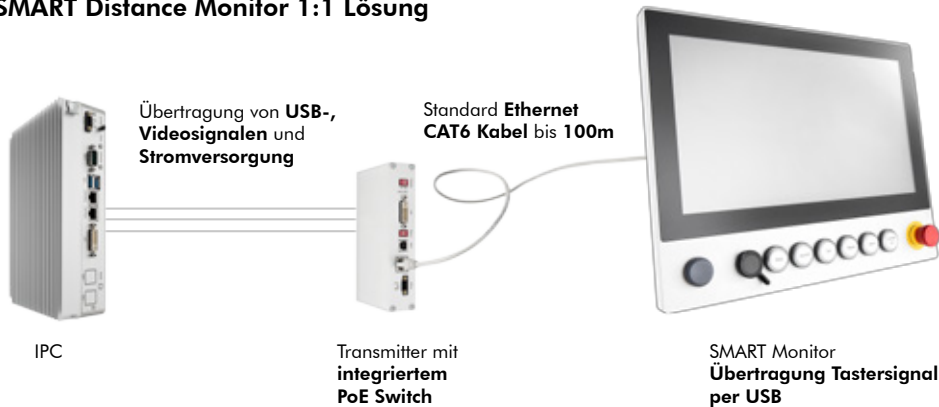 SMART Distance Monitor 1:1 Lösung
Übertragung von USB-,
Videosignalen und
Stromversorgung
Standard Ethernet
CAT6 Kabel bis 100m
IPC
Transmitter mit
integriertem
PoE Switch
SMART Monitor
Übertragung Tastersignal
per USB